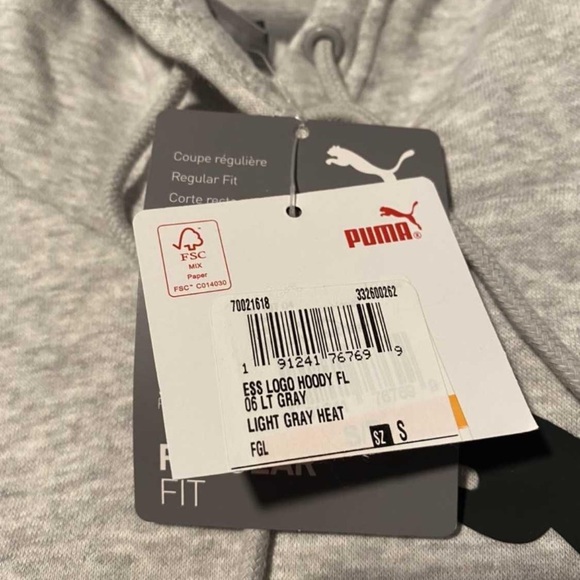 Coupe régulière
Regular Fit
Corte
PUMA®
FSC
MIX
Paper
FSC™ C014030
70021618 332600262
1 91241 76769 9
ESS LOGO HOODY FL
06 LT GRAY
LIGHT GRAY HEAT
FGL SZ S
FIT